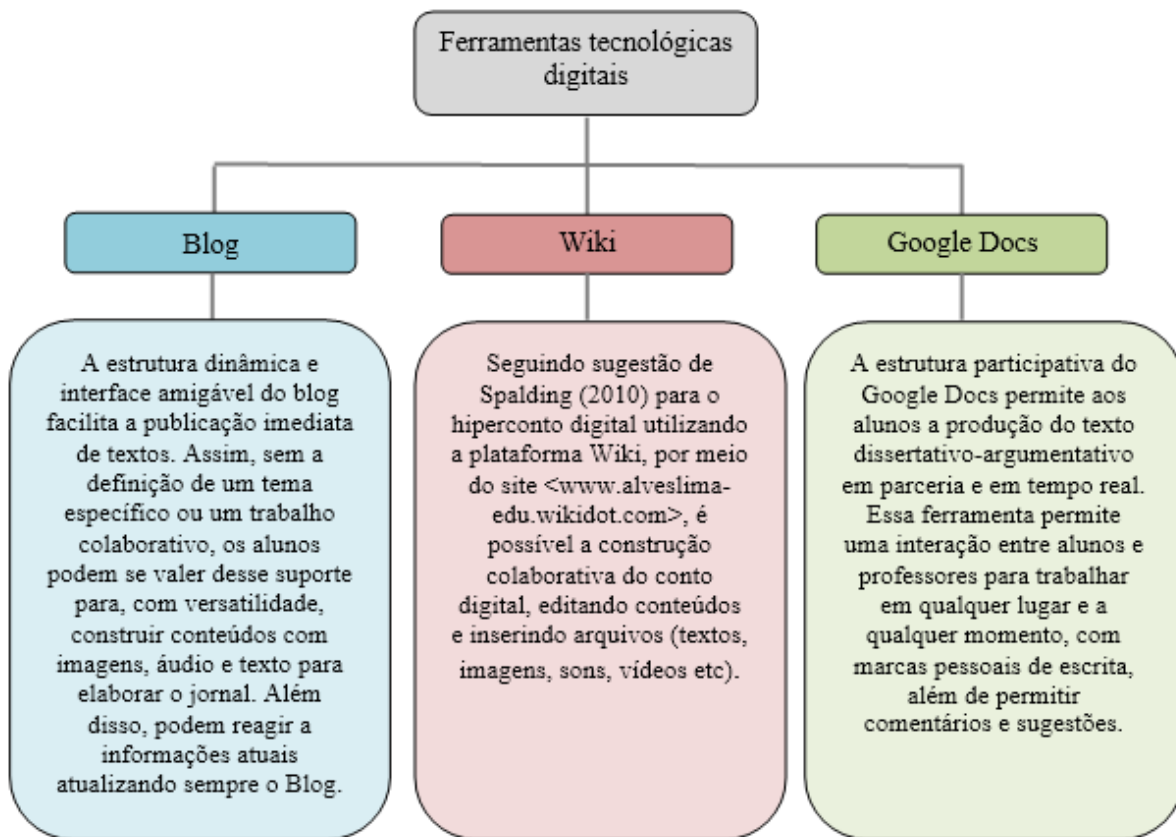 Ferramentas tecnológicas
digitais
Blog
Wiki
Google Docs
A estrutura dinâmica e
interface amigável do blog
facilita a publicação imediata
de textos. Assim, sem a
definição de um tema
específico ou um trabalho
colaborativo, os alunos
podem se valer desse suporte
para, com versatilidade,
construir conteúdos com
imagens, áudio e texto para
elaborar o jornal. Além
disso, podem reagir a
informações atuais
atualizando sempre o Blog.
Seguindo sugestão de
Spalding (2010) para o
hiperconto digital utilizando
a plataforma Wiki, por meio
do site <www.alveslima-
edu.wikidot.com>, é
possível a construção
colaborativa do conto
digital, editando conteúdos
e inserindo arquivos (textos,
imagens, sons, vídeos etc).
A estrutura participativa do
Google Docs permite aos
alunos a produção do texto
dissertativo-argumentativo
em parceria e em tempo real.
Essa ferramenta permite
uma interação entre alunos e
professores para trabalhar
em qualquer lugar e a
qualquer momento, com
marcas pessoais de escrita,
além de permitir
comentários e sugestões.